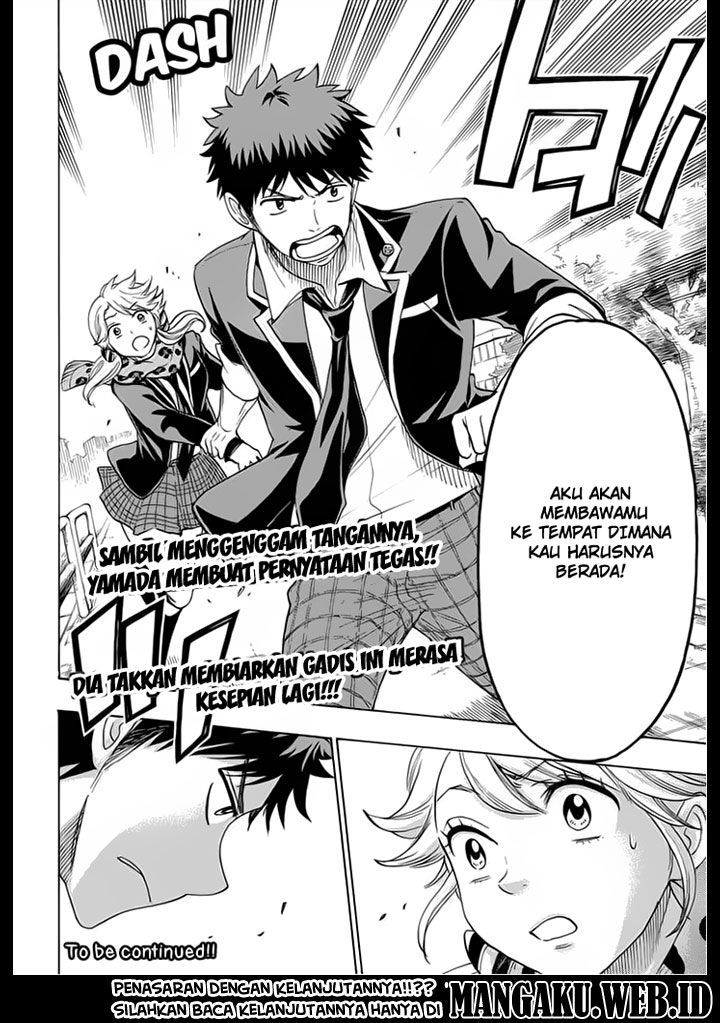 DASH
ドッ
AKU AKAN
MEMBAWAMU
KE TEMPAT DIMANA
KAU HARUSNYA
BERADA!
SAMBIL MENGGENGGAM TANGANNYA,
YAMADA MEMBUAT PERNYATAAN TEGAS!!
DIA TAKKAN MEMBIARKAN GADIS INI MERASA
KESEPIAN LAGI!!!
To be continued!!
PENASARAN DENGAN KELANJUTANNYA!!??
SILAHKAN BACA KELANJUTANNYA HANYA DI MANGAKU.WEB.ID